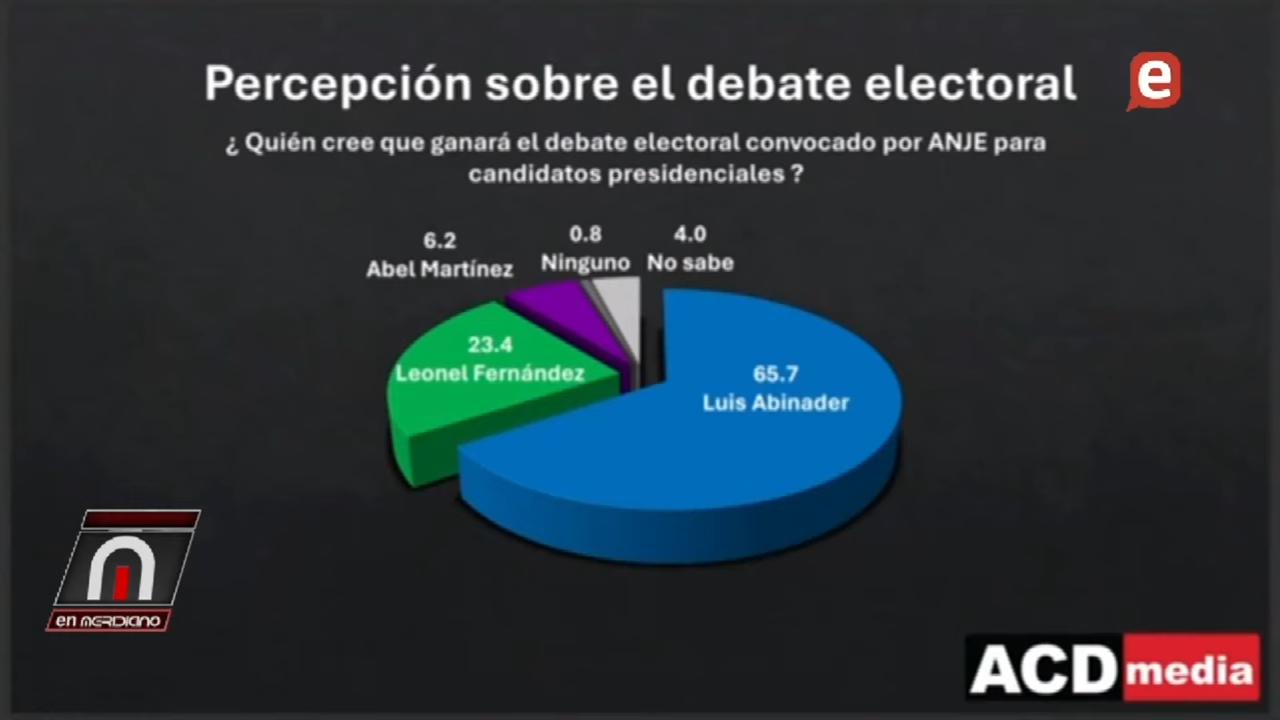 Percepción sobre el debate electoral
e
¿ Quién cree que ganará el debate electoral convocado por ANJE para
candidatos presidenciales ?
6.2
Abel Martínez
0.8
Ninguno
4.0
No sabe
23.4
Leonel Fernández
65.7
Luis Abinader
en MERIDIANO
ACDmedia